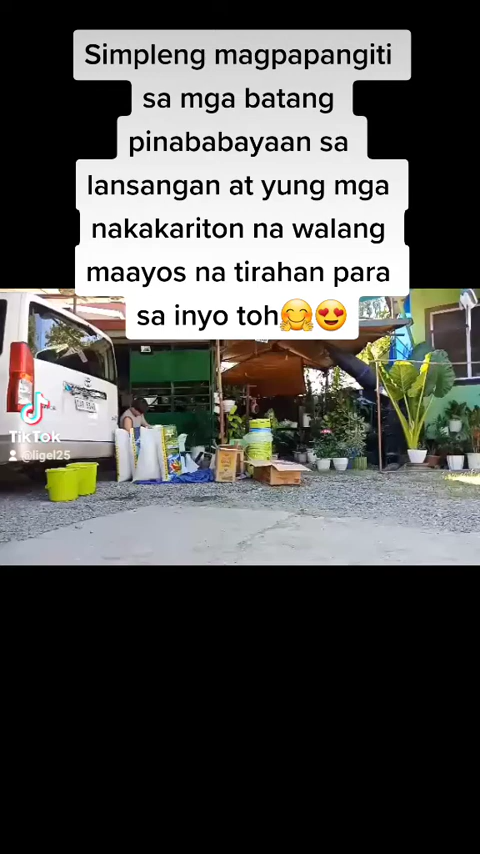 Simpleng magpapangiti
sa mga batang
pinababayaan sa
lansangan at yung mga
nakakariton na walang
maayos na tirahan para
sa inyo toh🤗😍
TikTok
@ligel25